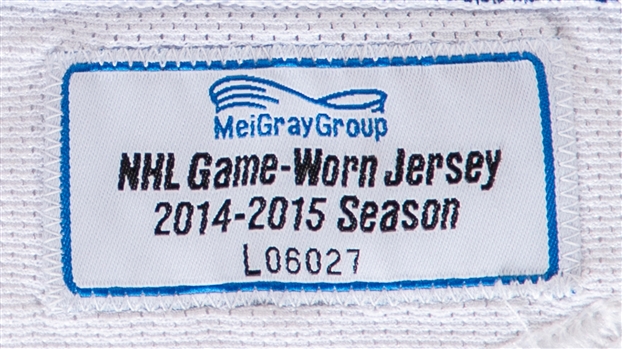 MeiGrayGroup
NHL Game-Worn Jersey
2014-2015 Season
L06027